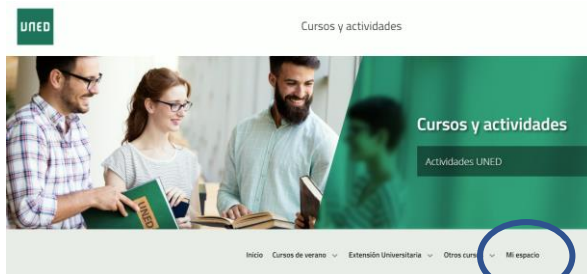 UNED
Cursos y actividades
Cursos y actividades
Actividades UNED
UNED
Inicio Cursos de verano Extensión Universitaria Otros cursos Mi espacio